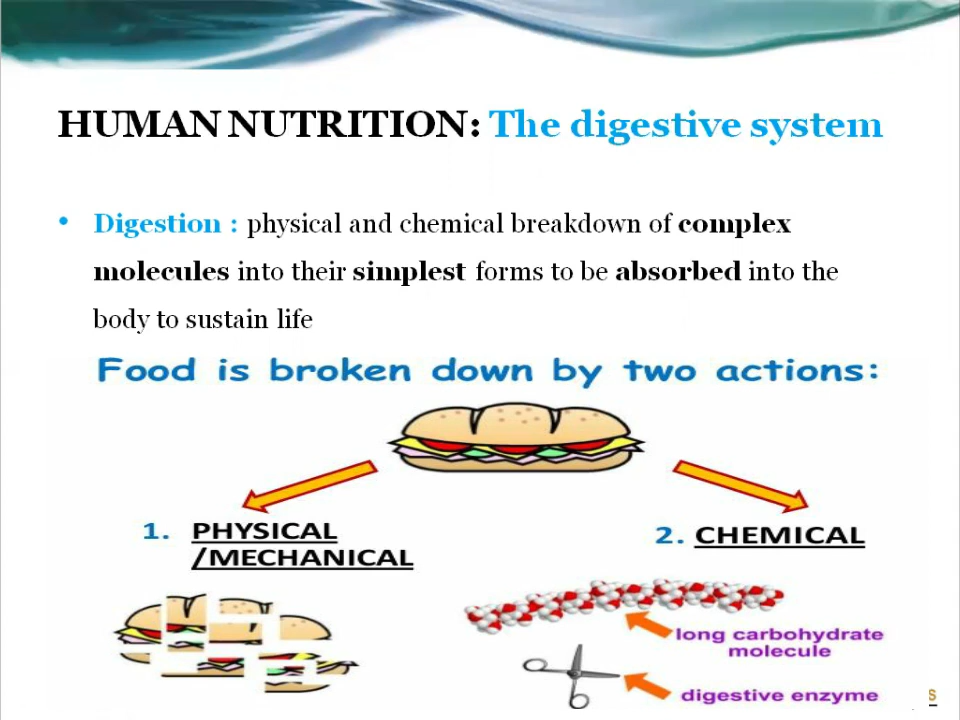 HUMAN NUTRITION: The digestive system
• Digestion : physical and chemical breakdown of complex
molecules into their simplest forms to be absorbed into the
body to sustain life
Food is broken down by two actions:
1. PHYSICAL
/MECHANICAL
2. CHEMICAL
long carbohydrate
molecule
digestive enzyme